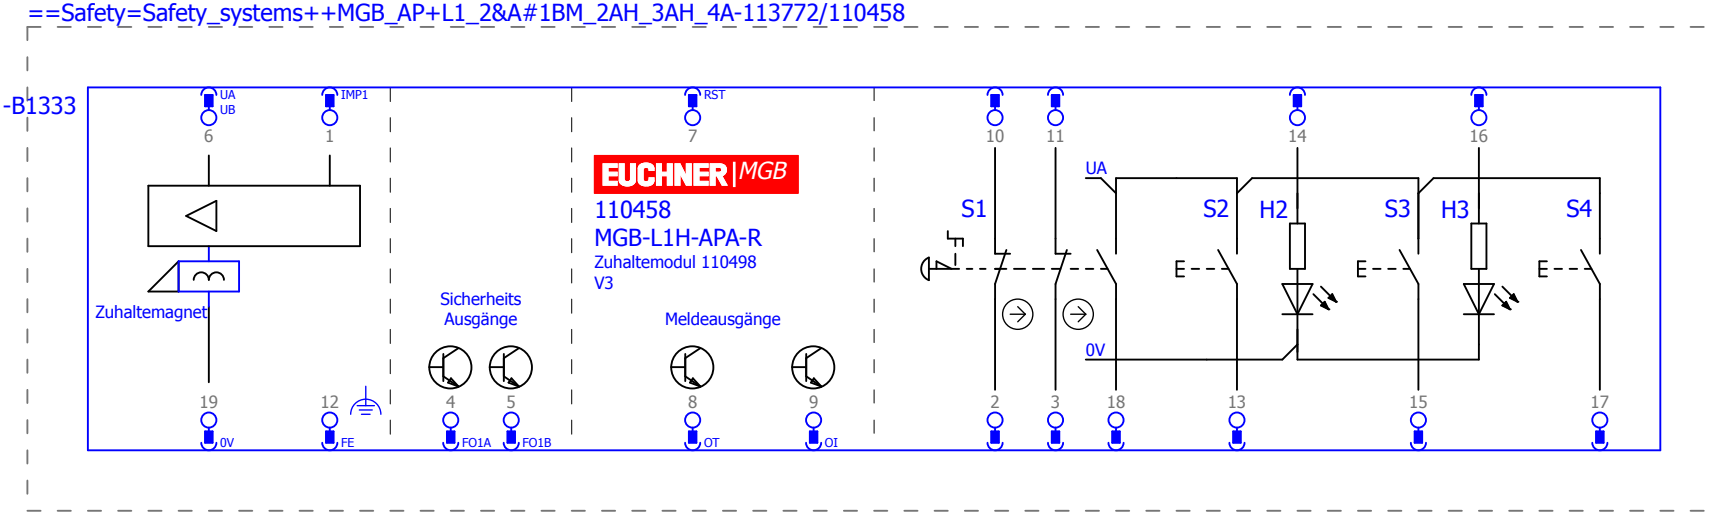 ==Safety=Safety_systems++MGB_AP+L1_2&A#1BM_2AH_3AH_4A-113772/110458
-B1333
UA
UB
IMP1
RST
6
1
7
10
11
14
16
EUCHNER|MGB
110458
MGB-L1H-APA-R
Zuhaltemodul 110498
V3
UA
S1
S2
H2
S3
H3
S4
Zuhaltemagnet
Sicherheits
Ausgänge
Meldeausgänge
0V
19
12
4
5
8
9
2
3
18
13
15
17
0V
FE
FO1A
FO1B
OT
OI